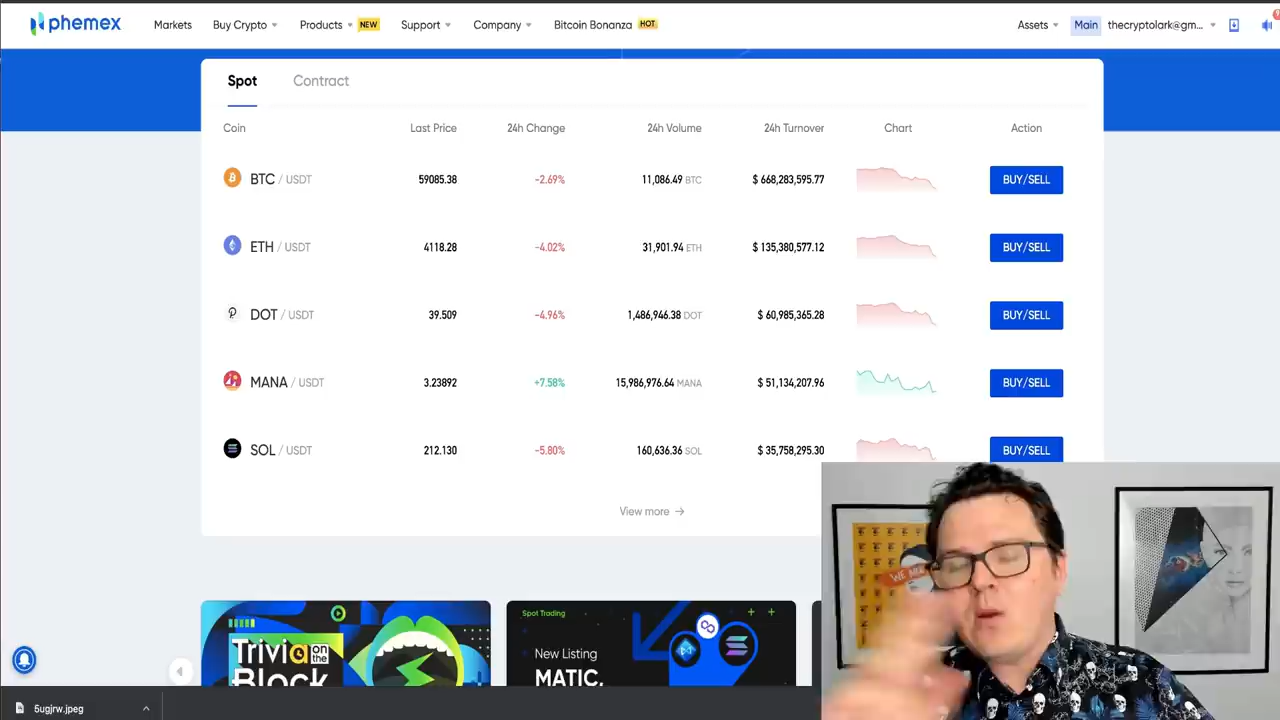 phemex Markets Buy Crypto Products NEW Support Company Bitcoin Bonanza HOT Assets Main thecryptolark@gm...
Spot Contract
Coin Last Price 24h Change 24h Volume 24h Turnover Chart Action
BTC / USDT 59085.38 -2.69% 11,086.49 BTC $ 668,283,595.77 BUY/SELL
ETH / USDT 4118.28 -4.02% 31,901.94 ETH $ 135,380,577.12 BUY/SELL
DOT / USDT 39.509 -4.96% 1,486,946.38 DOT $ 60,985,365.28 BUY/SELL
MANA / USDT 3.23892 +7.58% 15,986,976.64 MANA $ 51,134,207.96 BUY/SELL
SOL / USDT 212.130 -5.80% 160,636.36 SOL $ 35,758,295.30 BUY/SELL
View more →
WE
Trivia on the
Block
Spot Trading
New Listing
MATIC,
5ugjrw.jpeg